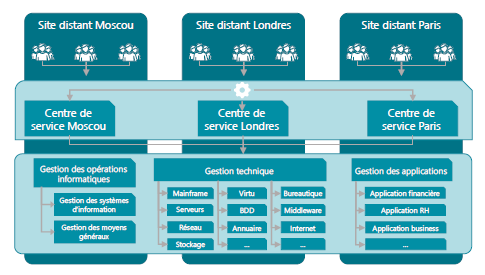 Site distant Moscou
Site distant Londres
Site distant Paris
Centre de
service Moscou
Centre de
service Londres
Centre de
service Paris
Gestion des opérations
informatiques
Gestion des systèmes
d'information
Gestion des moyens
généraux
Gestion technique
Mainframe
Serveurs
Réseau
Stockage
Virtu
BDD
Annuaire
...
Bureautique
Middleware
Internet
...
Gestion des applications
Application financière
Application RH
Application business
...